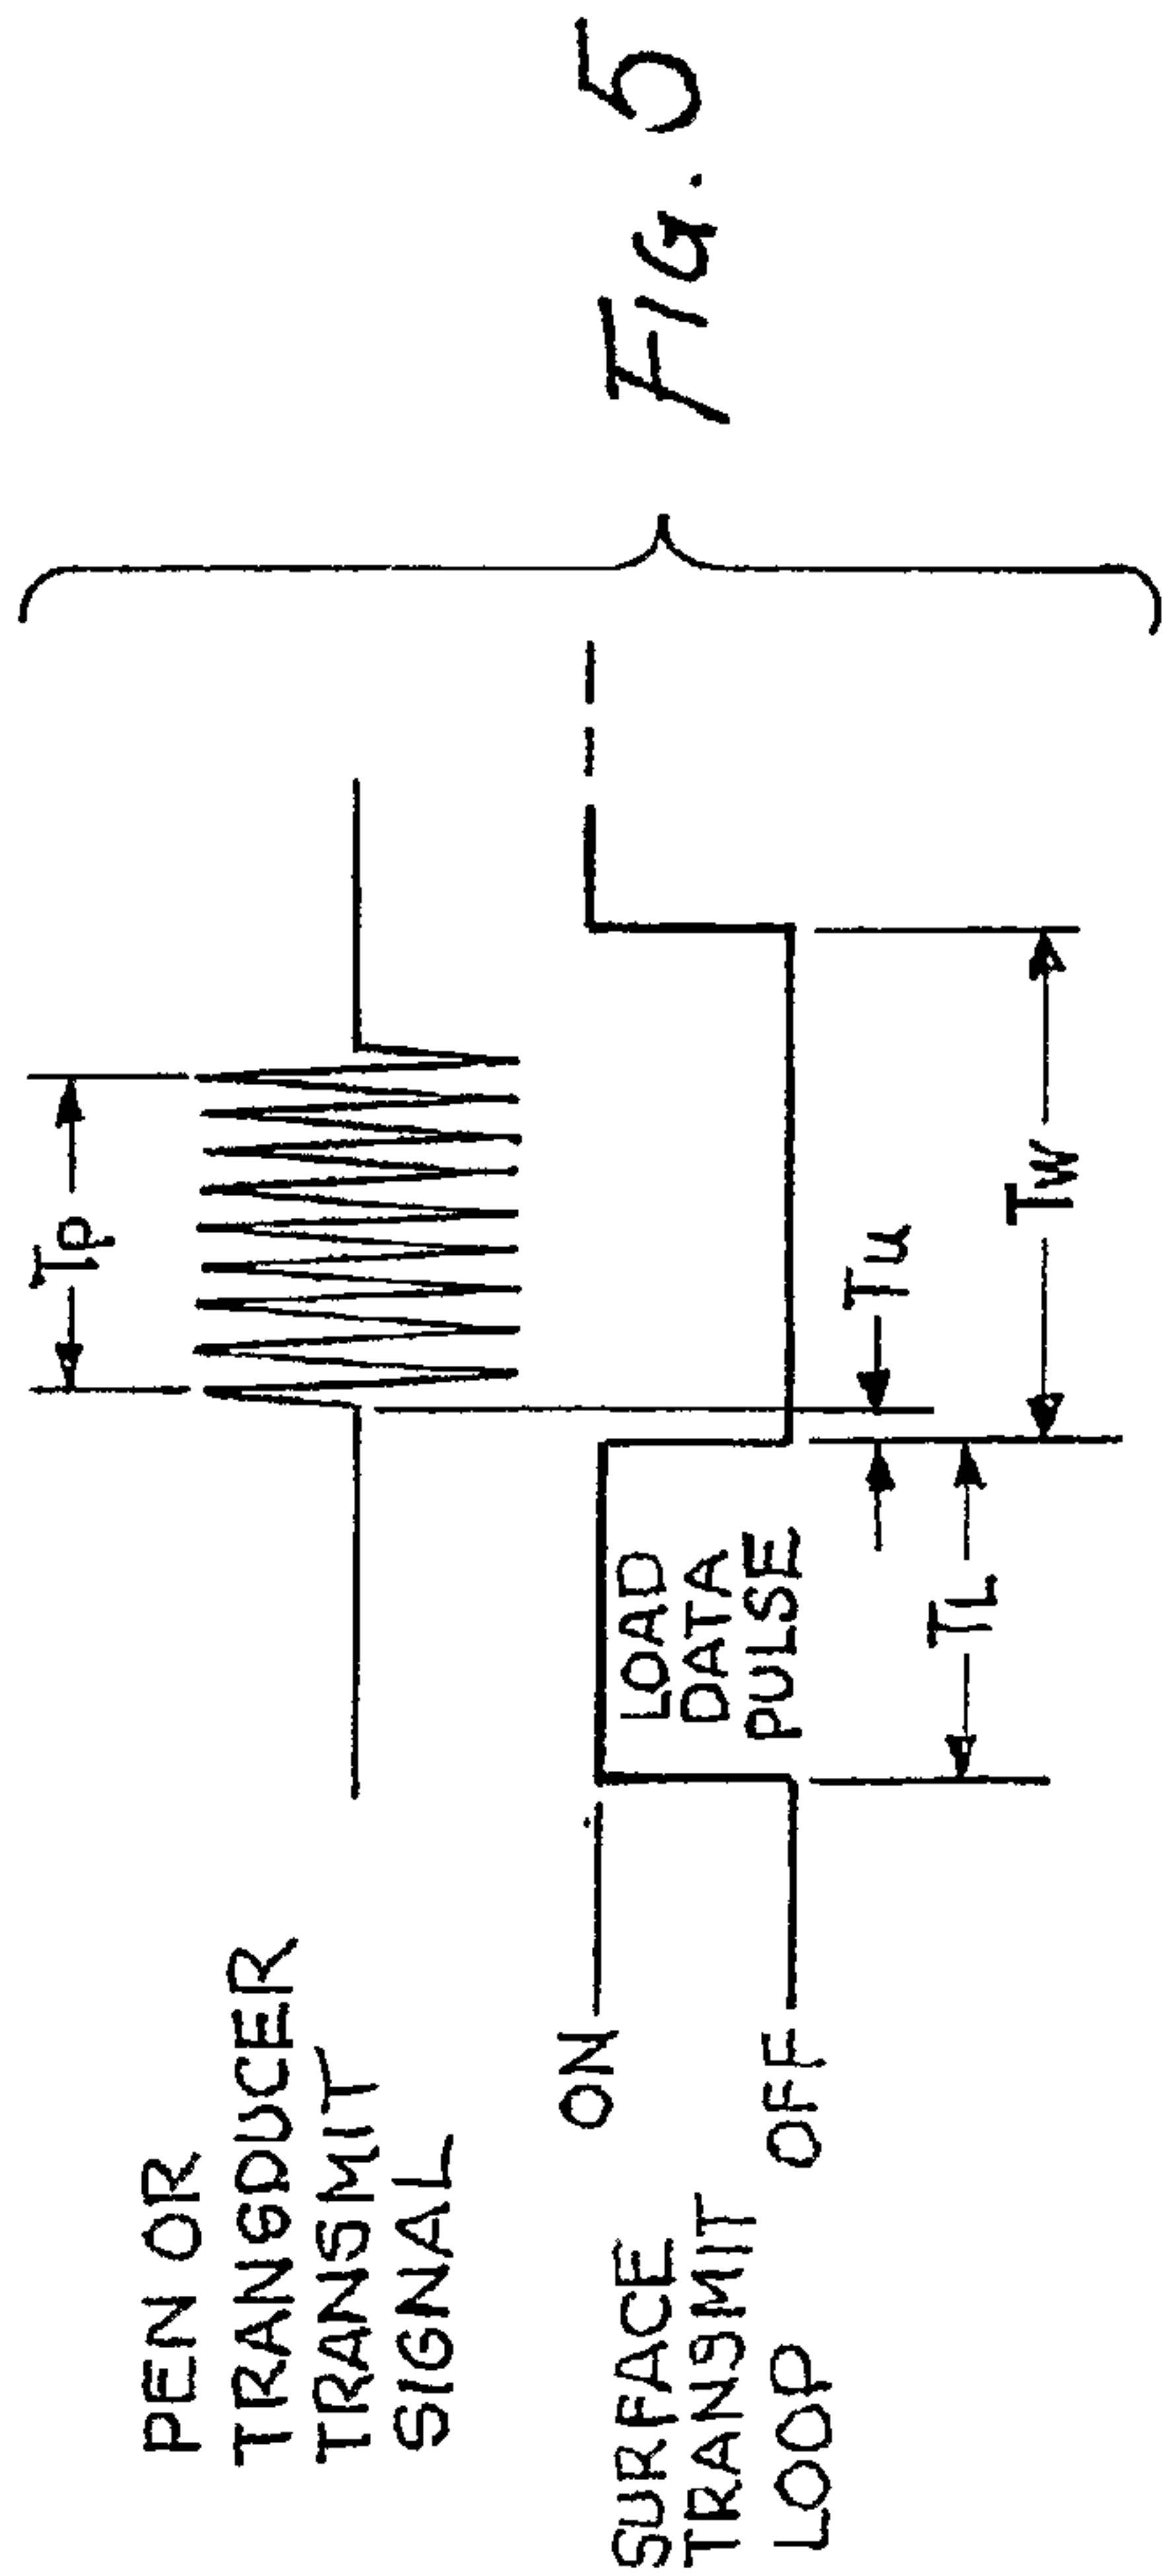 PEN OR
TRANSDUCER
TRANSMIT
SIGNAL
Tp
SURFACE
TRANSMIT
LOOP
ON
OFF
LOAD
DATA
PULSE
TL
Tu
Tw
Fig. 5